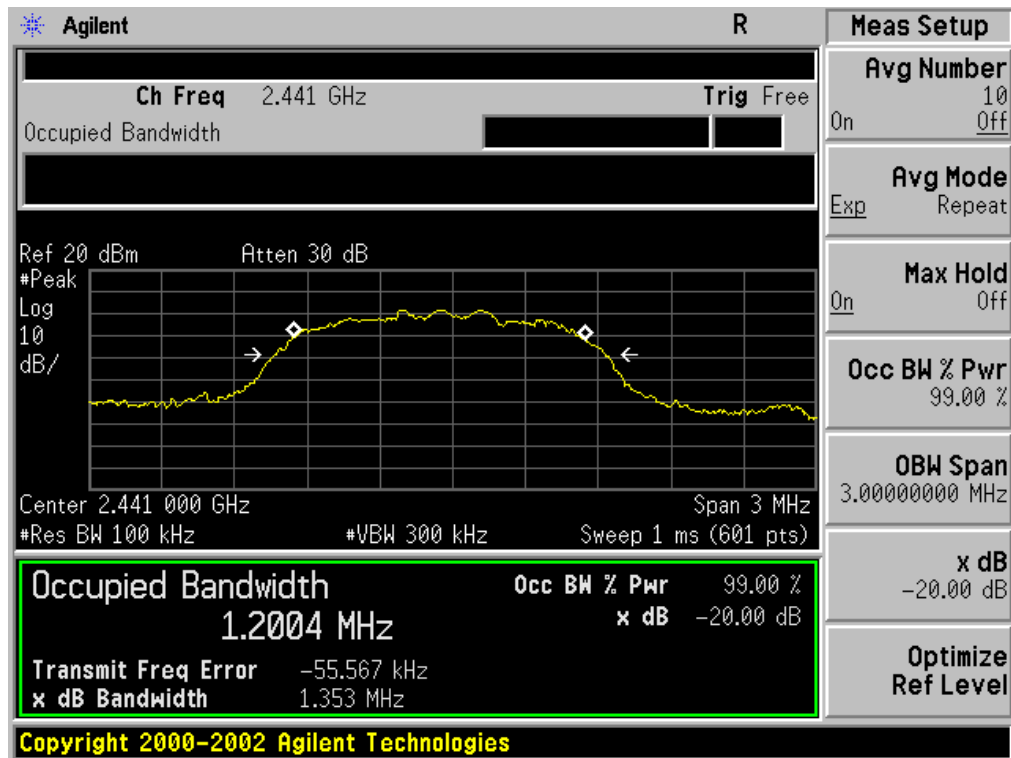 Agilent R Meas Setup
Ch Freq 2.441 GHz Trig Free
Occupied Bandwidth
Ref 20 dBm Atten 30 dB
#Peak
Log
10
dB/
Center 2.441 000 GHz Span 3 MHz
#Res BW 100 kHz #VBW 300 kHz Sweep 1 ms (601 pts)
Occupied Bandwidth Occ BW % Pwr 99.00 %
1.2004 MHz x dB -20.00 dB
Transmit Freq Error -55.567 kHz
x dB Bandwidth 1.353 MHz
Copyright 2000-2002 Agilent Technologies
Avg Number
10
On Off
Avg Mode
Exp Repeat
Max Hold
On Off
Occ BW % Pwr
99.00 %
OBW Span
3.00000000 MHz
x dB
-20.00 dB
Optimize
Ref Level